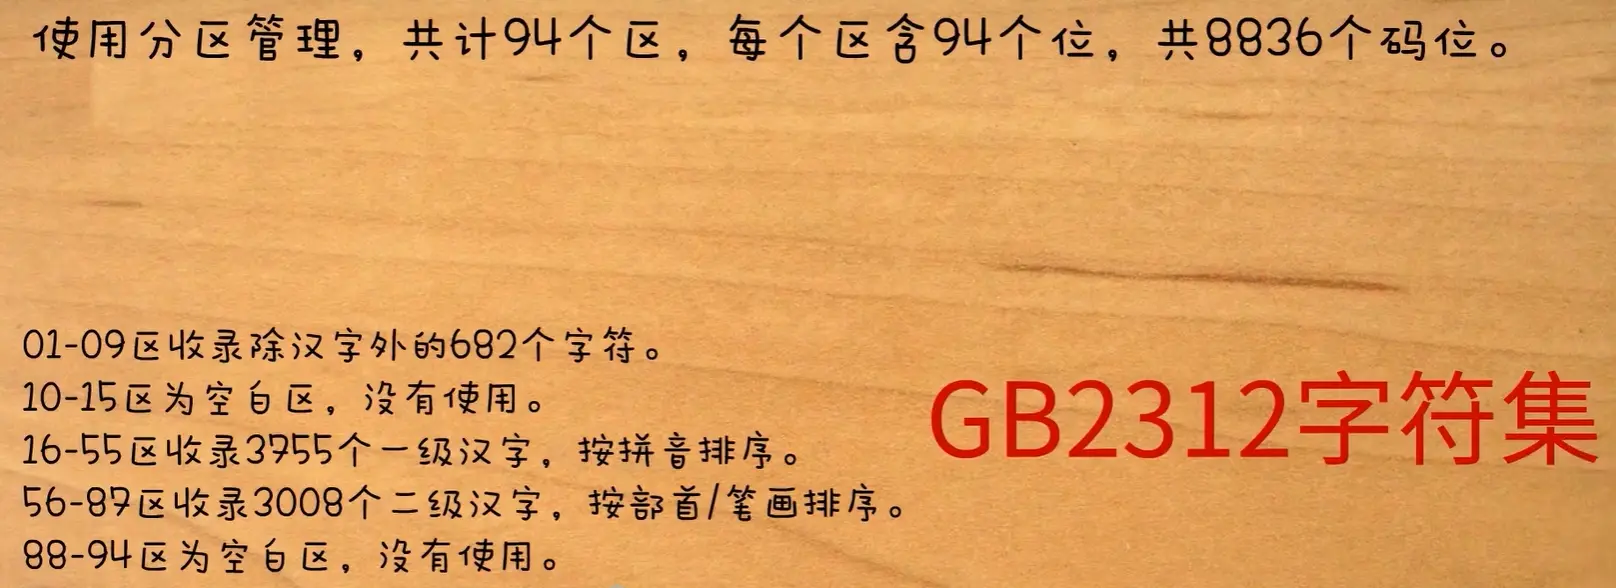 使用分区管理，共计94个区，每个区含94个位，共8836个码位。
01-09区收录除汉字外的682个字符。
10-15区为空白区，没有使用。
16-55区收录3755个一级汉字，按拼音排序。
56-87区收录3008个二级汉字，按部首/笔画排序。
88-94区为空白区，没有使用。
GB2312字符集